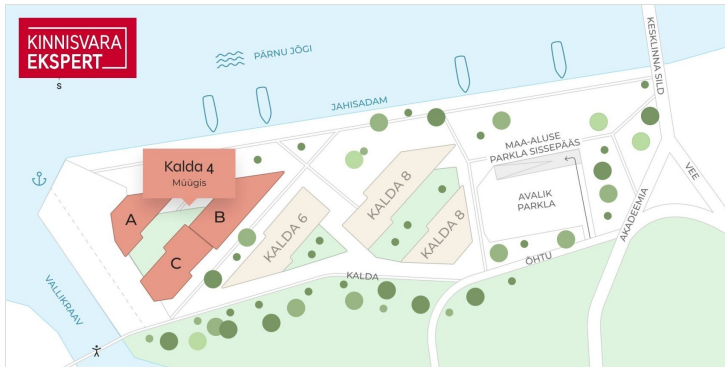 KINNISVARA
EKSPERT
S
PÄRNU JÕGI
JAHISADAM
KESKLINNA SILD
MAA-ALUSE
PARKLA SISSEPÄÄS
Kalda 4
Müügis
A
B
C
KALDA 6
KALDA 8
KALDA 8
AVALIK
PARKLA
VEE
AKADEEMIA
ÕHTU
KALDA
VALLIKRAAV